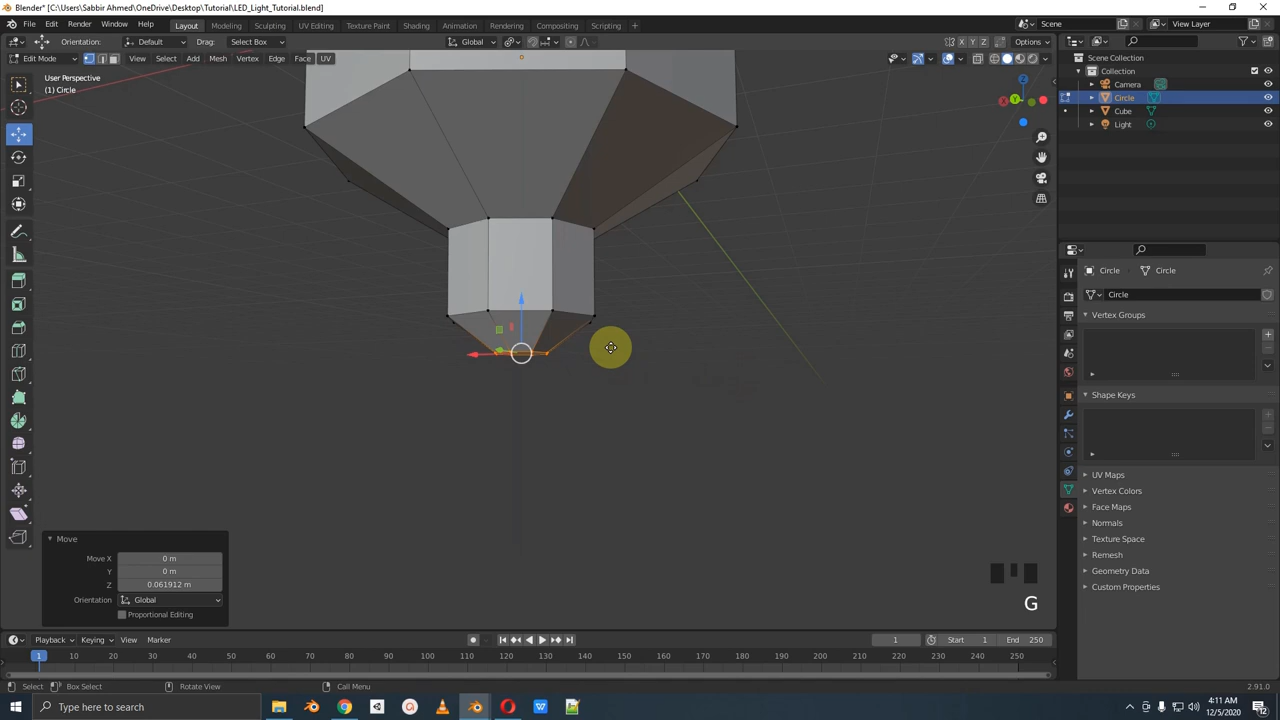 Blender* [C:\Users\Sabbir Ahmed\OneDrive\Desktop\Tutorial\LED_Light_Tutorial.blend]
File Edit Render Window Help Layout Modeling Sculpting UV Editing Texture Paint Shading Animation Rendering Compositing Scripting + Scene View Layer
Orientation: Default Drag: Select Box Global X Y Z Options
Edit Mode View Select Add Mesh Vertex Edge Face UV
User Perspective
(1) Circle
Z
X Y
Scene Collection
Collection
Camera
Circle
Cube
Light
Circle Circle
Circle
Vertex Groups
Shape Keys
UV Maps
Vertex Colors
Face Maps
Normals
Texture Space
Remesh
Geometry Data
Custom Properties
Move
Move X 0 m
Y 0 m
Z 0.061912 m
Orientation Global
Proportional Editing
G
Playback Keying View Marker 1 Start 1 End 250
1 10 20 30 40 50 60 70 80 90 100 110 120 130 140 150 160 170 180 190 200 210 220 230 240 250
Select Box Select Rotate View Call Menu 2.91.0
Type here to search
4:11 AM
12/5/2020
12